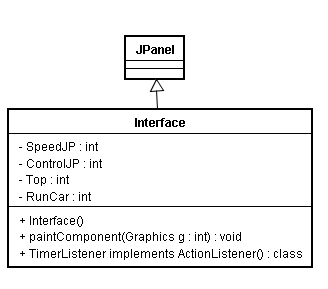 JPanel
Interface
- SpeedJP : int
- ControlJP : int
- Top : int
- RunCar : int
+ Interface()
+ paintComponent(Graphics g : int) : void
+ TimerListener implements ActionListener() : class